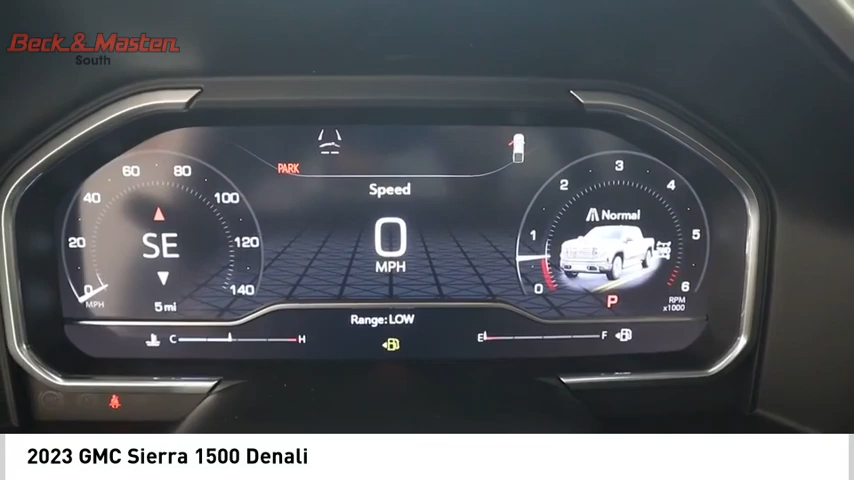 Beck & Masten
South
PARK
Speed
0
MPH
0 20 40 60 80 100 120 140
MPH
SE
5 mi
0 1 2 3 4 5 6
Normal
P
RPM
x1000
Range: LOW
C H
E F
2023 GMC Sierra 1500 Denali